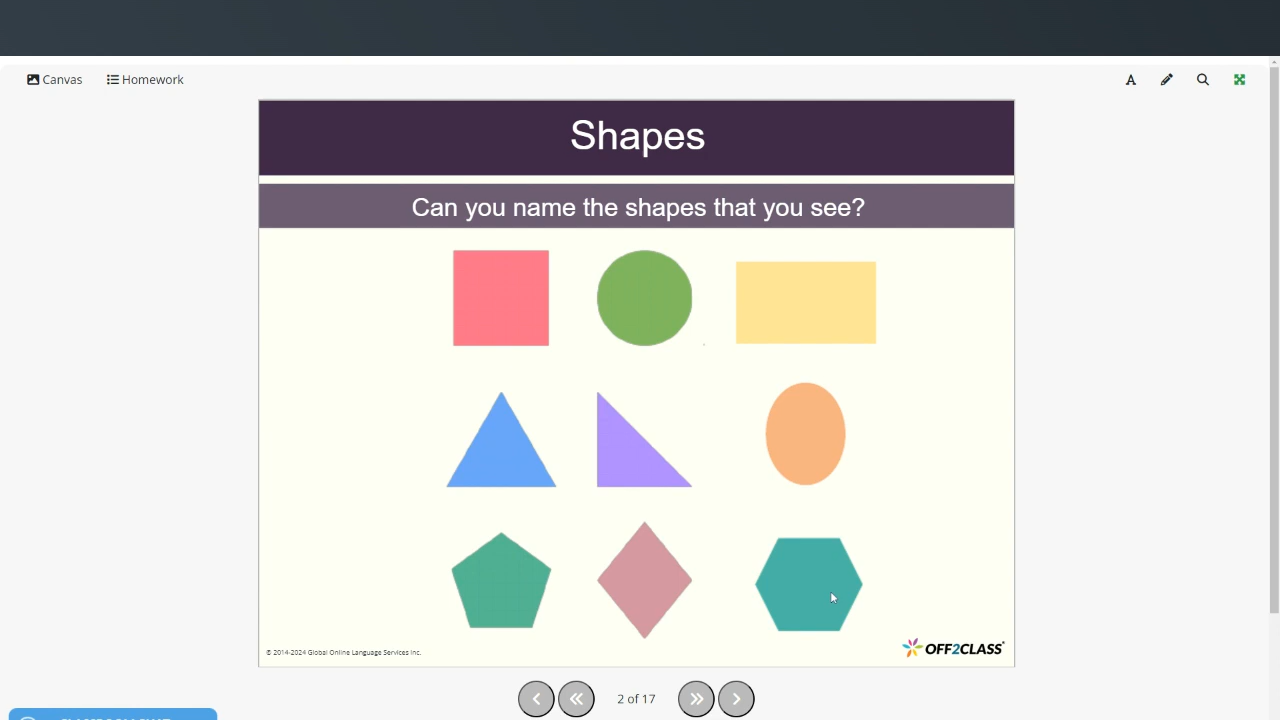 Canvas
Homework
A
Shapes
Can you name the shapes that you see?
© 2014-2024 Global Online Language Services Inc.
OFF2CLASS
2 of 17